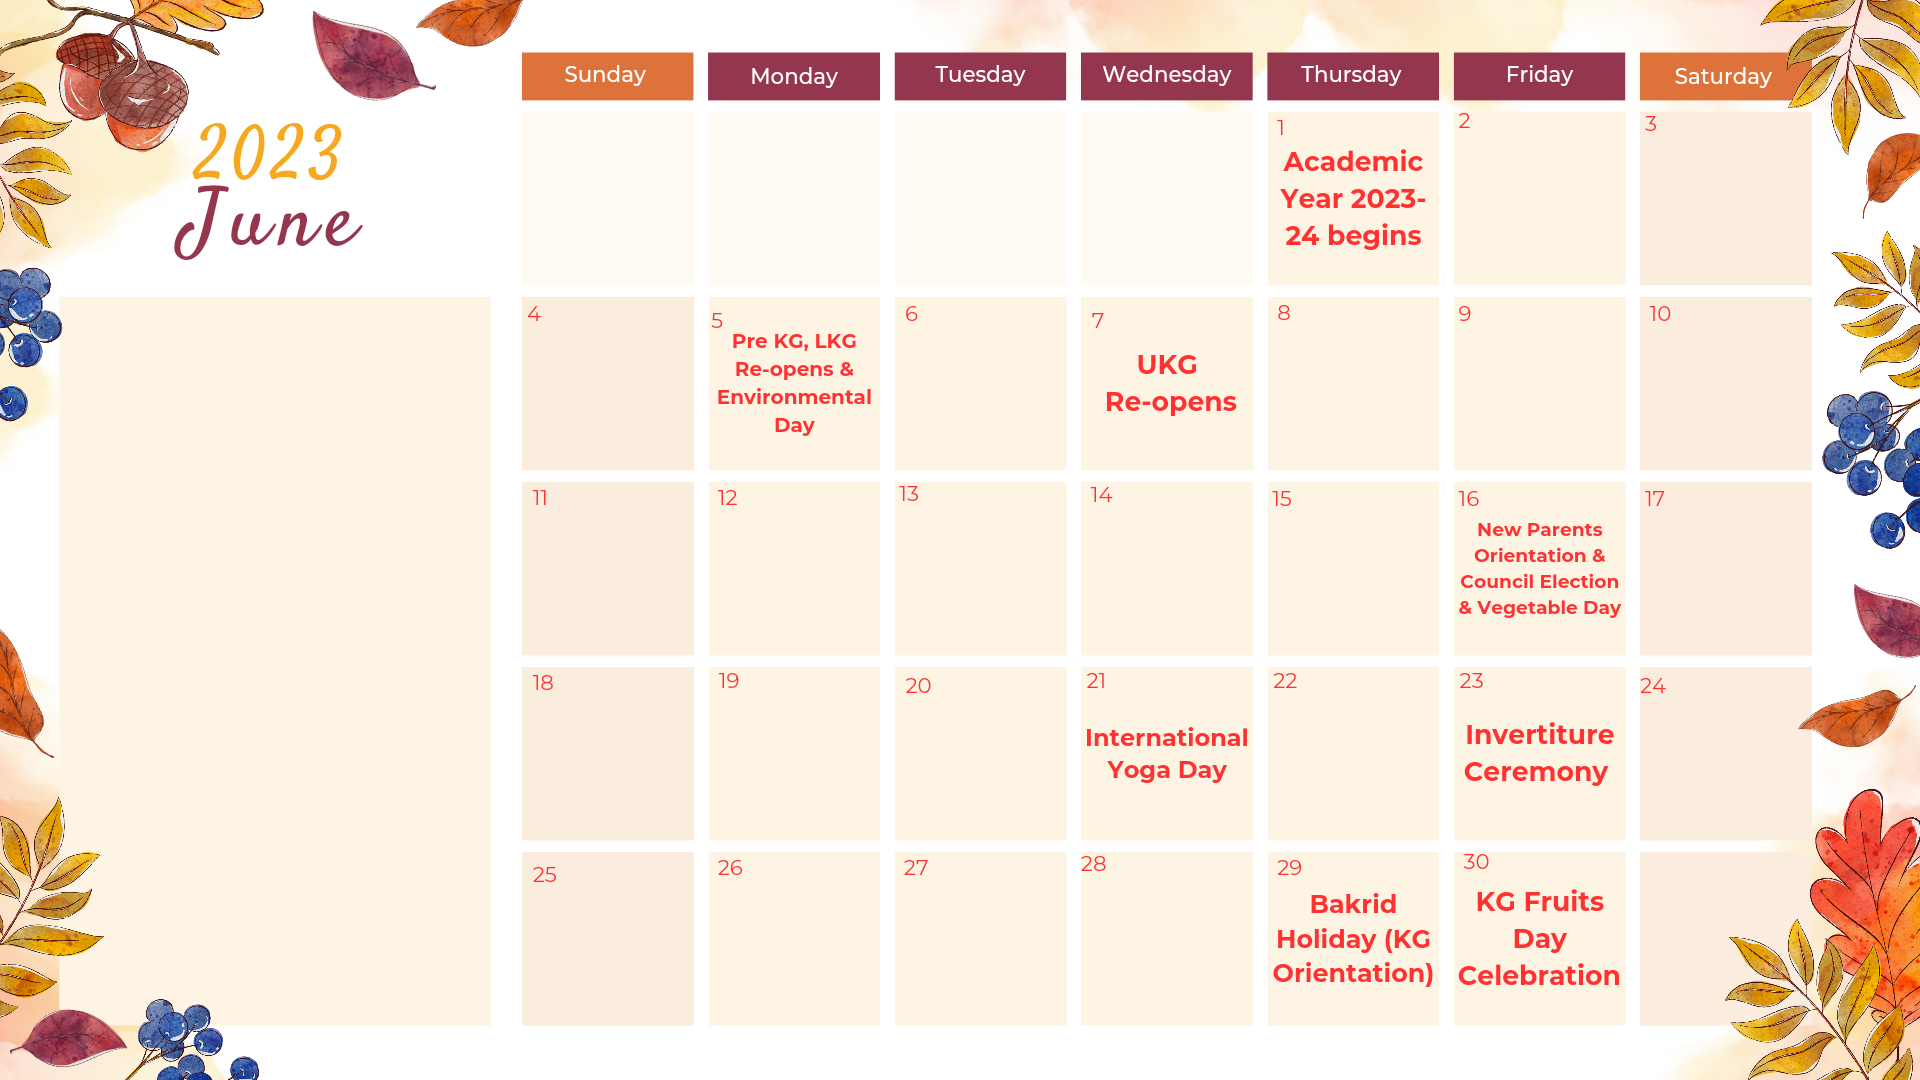 2023
June
Sunday Monday Tuesday Wednesday Thursday Friday Saturday
1
Academic
Year 2023-
24 begins
2
3
4
5
Pre KG, LKG
Re-opens &
Environmental
Day
6
7
UKG
Re-opens
8
9
10
11
12
13
14
15
16
New Parents
Orientation &
Council Election
& Vegetable Day
17
18
19
20
21
International
Yoga Day
22
23
Invertiture
Ceremony
24
25
26
27
28
29
Bakrid
Holiday (KG
Orientation)
30
KG Fruits
Day
Celebration